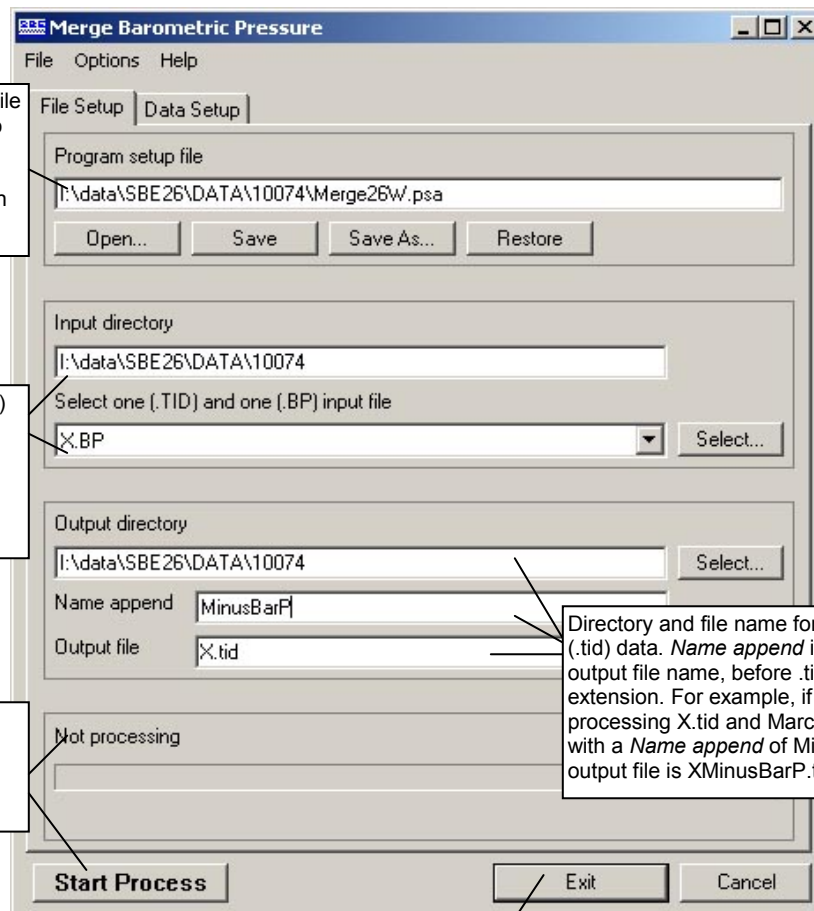 SBE Merge Barometric Pressure
File Options Help
File Setup Data Setup
Program setup file
I:\data\SBE26\DATA\10074\Merge26W.psa
Open... Save Save As... Restore
Input directory
I:\data\SBE26\DATA\10074
Select one (.TID) and one (.BP) input file
X.BP Select...
Output directory
I:\data\SBE26\DATA\10074 Select...
Name append MinusBarP
Output file X.tid
Directory and file name for
(.tid) data. Name append
output file name, before
extension. For example, if
processing X.tid and
with a Name append of
output file is
Not processing
Start Process Exit Cancel